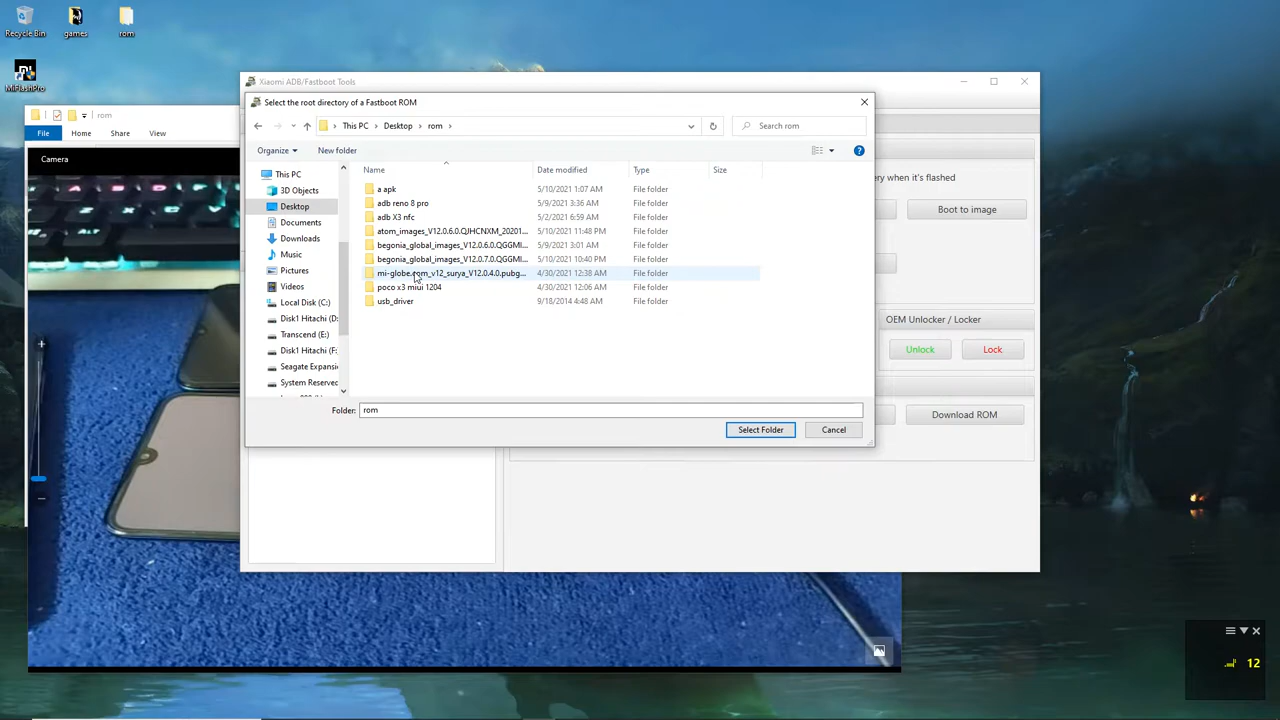 Recycle Bin
games
rom
MiFlashPro
rom
File
Home
Share
View
Camera
Xiaomi ADB/Fastboot Tools
Select the root directory of a Fastboot ROM
This PC
Desktop
rom
Search rom
Organize
New folder
Name
Date modified
Type
Size
a apk 5/10/2021 1:07 AM File folder
adb reno 8 pro 5/9/2021 3:36 AM File folder
adb X3 nfc 5/2/2021 6:59 AM File folder
atom_images_V12.0.6.0.QJHCNXM_20201... 5/10/2021 11:48 PM File folder
begonia_global_images_V12.0.6.0.QGGMI... 5/9/2021 3:01 AM File folder
begonia_global_images_V12.0.7.0.QGGMI... 5/10/2021 10:40 PM File folder
mi-globe.com_v12_surya_V12.0.4.0.pubg... 4/30/2021 12:38 AM File folder
poco x3 miui 1204 4/30/2021 12:06 AM File folder
usb_driver 9/18/2014 4:48 AM File folder
This PC
3D Objects
Desktop
Documents
Downloads
Music
Pictures
Videos
Local Disk (C:)
Disk1 Hitachi (D:
Transcend (E:)
Disk1 Hitachi (F:
Seagate Expansi
System Reserved
Folder:
rom
Select Folder
Cancel
ery when it's flashed
Boot to image
OEM Unlocker / Locker
Unlock
Lock
Download ROM
12